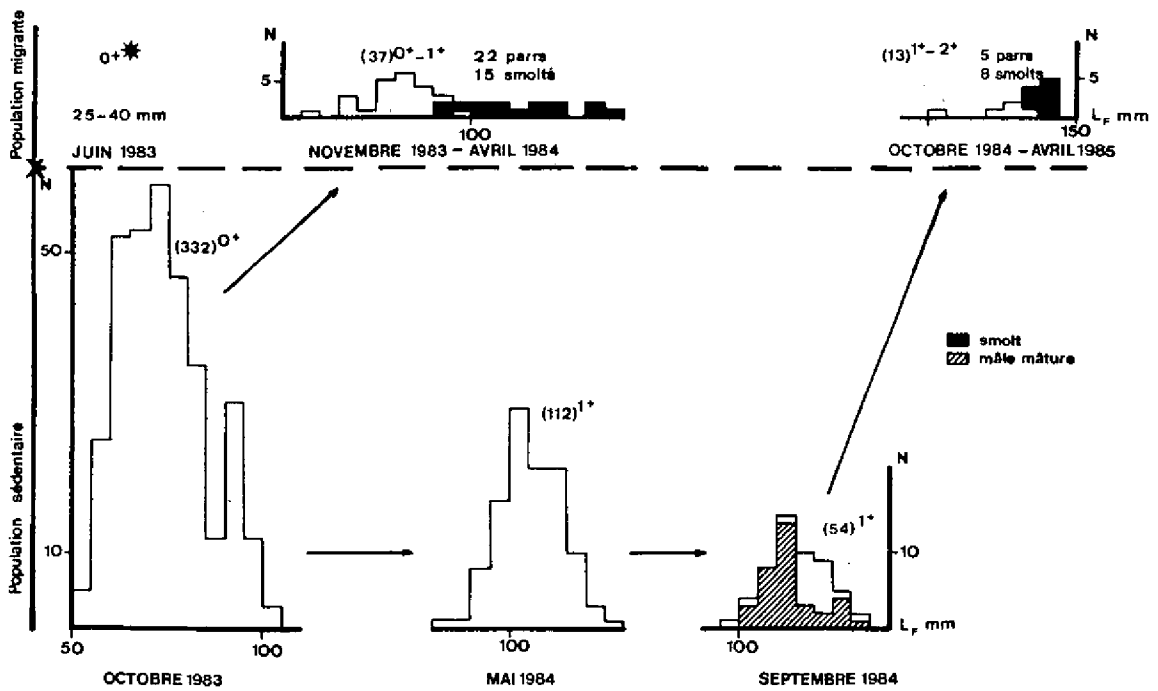 Population migrante
0+
25-40 mm
JUIN 1983
N
5
(37)0+-1+
22 parrs
15 smolts
100
NOVEMBRE 1983 - AVRIL 1984
(13)1+-2+
5 parrs
8 smolts
N
5
LF mm
150
OCTOBRE 1984 - AVRIL 1985
Population sédentaire
N
50
10
(332)0+
50
100
OCTOBRE 1983
(112)1+
100
MAI 1984
smolt
mâle mâture
N
10
(54)1+
LF mm
100
SEPTEMBRE 1984